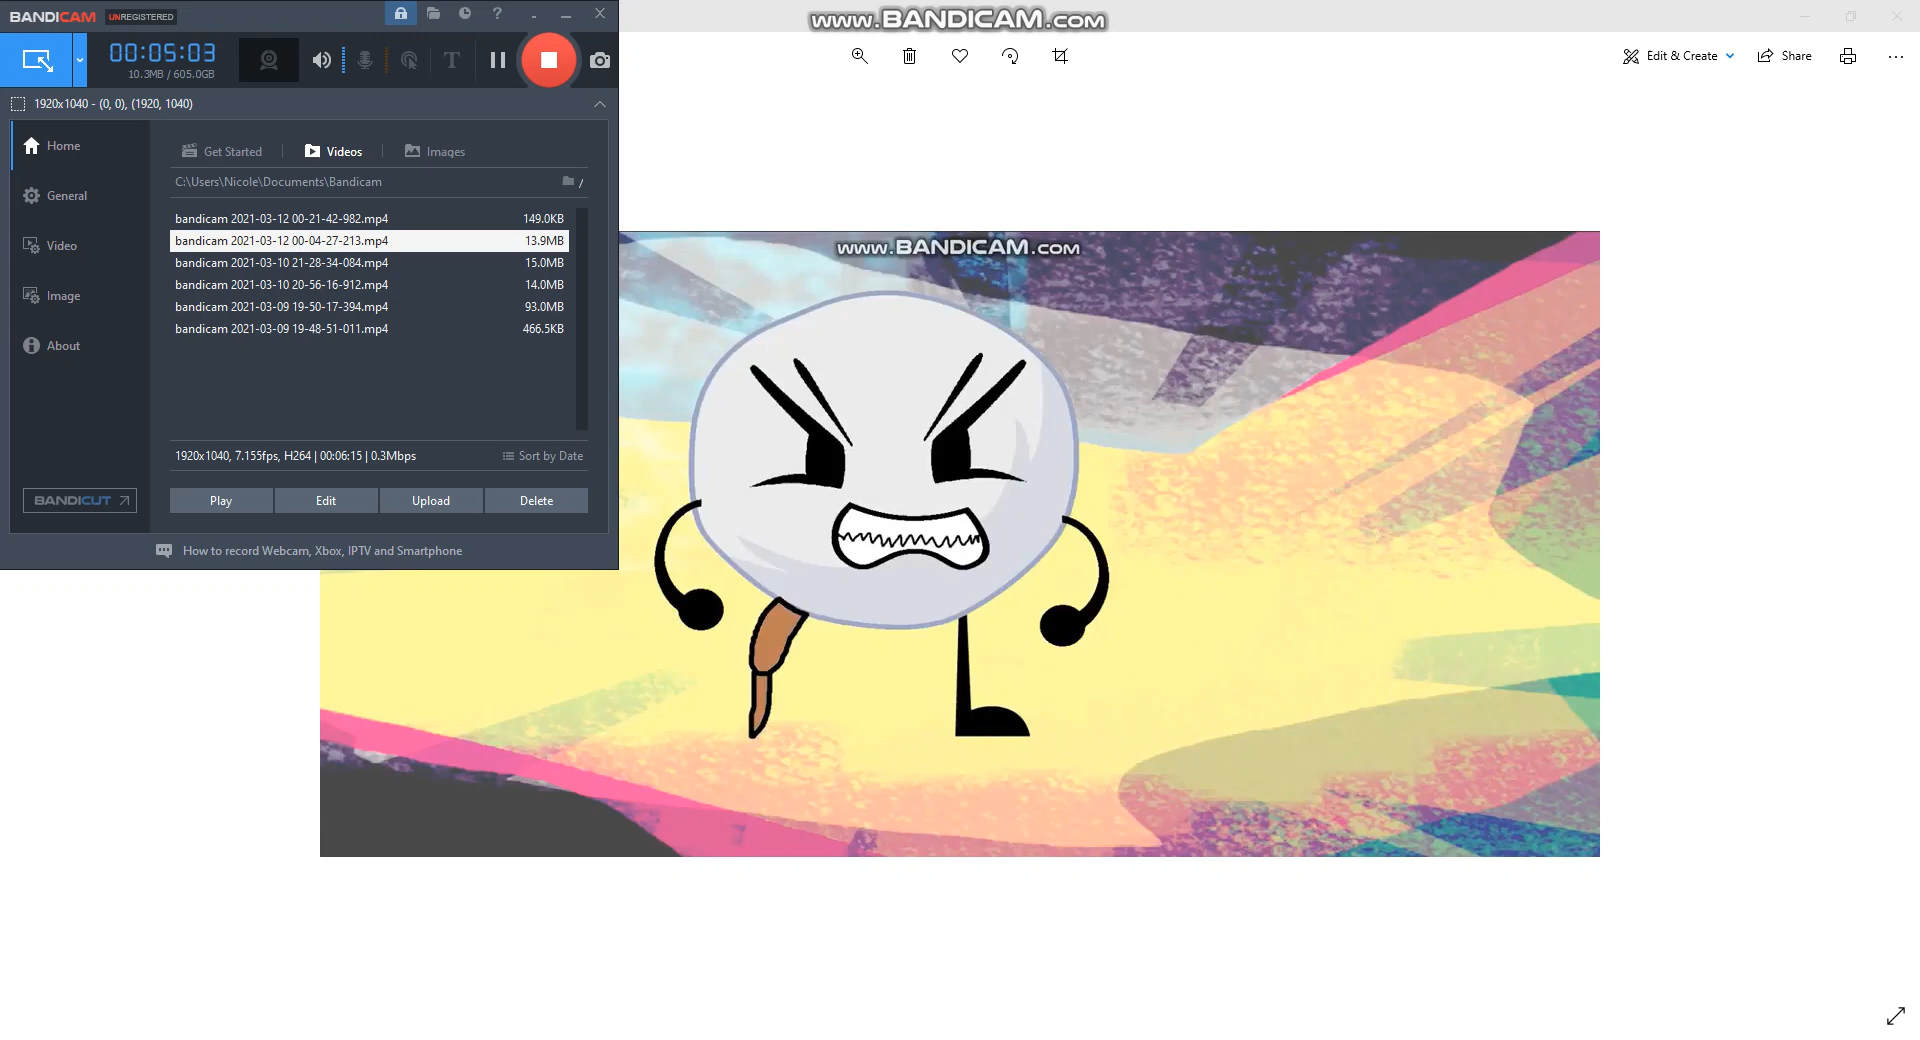 BANDICAM UNREGISTERED
www.BANDICAM.com
00:05:03
10.3MB / 605.0GB
T
Edit & Create
Share
1920x1040 - (0, 0), (1920, 1040)
Home
General
Video
Image
About
BANDICUT
Get Started
Videos
Images
C:\Users\Nicole\Documents\Bandicam
/
bandicam 2021-03-12 00-21-42-982.mp4 149.0KB
bandicam 2021-03-12 00-04-27-213.mp4 13.9MB
bandicam 2021-03-10 21-28-34-084.mp4 15.0MB
bandicam 2021-03-10 20-56-16-912.mp4 14.0MB
bandicam 2021-03-09 19-50-17-394.mp4 93.0MB
bandicam 2021-03-09 19-48-51-011.mp4 466.5KB
1920x1040, 7.155fps, H264 | 00:06:15 | 0.3Mbps
Sort by Date
Play
Edit
Upload
Delete
How to record Webcam, Xbox, IPTV and Smartphone
www.BANDICAM.com